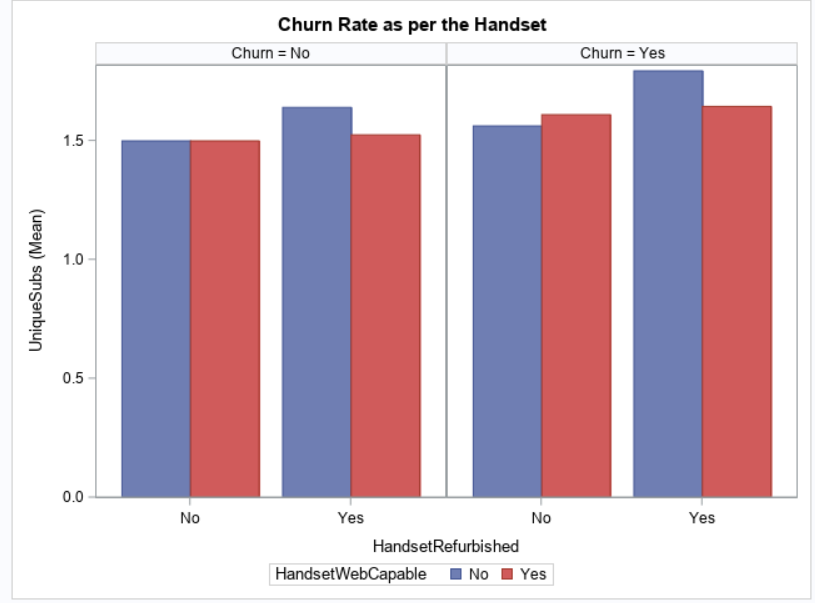 Churn Rate as per the Handset
Churn = No
Churn = Yes
UniqueSubs (Mean)
1.5
1.0
0.5
0.0
No Yes No Yes
HandsetRefurbished
HandsetWebCapable No Yes